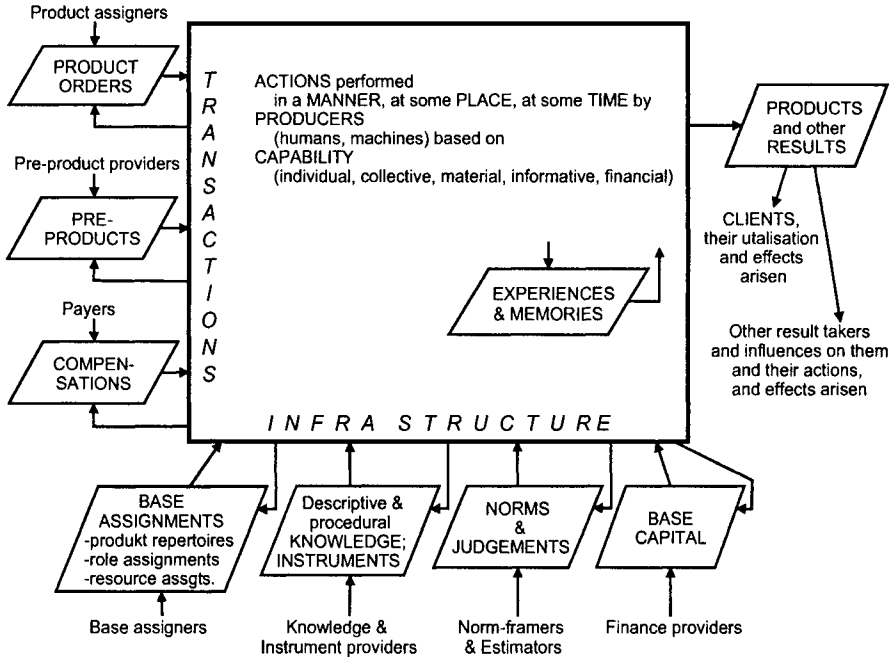 Product assigners
PRODUCT
ORDERS
Pre-product providers
PRE-
PRODUCTS
Payers
COMPEN-
SATIONS
TRANSACTIONS
ACTIONS performed
in a MANNER, at some PLACE, at some TIME by
PRODUCERS
(humans, machines) based on
CAPABILITY
(individual, collective, material, informative, financial)
EXPERIENCES
& MEMORIES
INFRA STRUCTURE
PRODUCTS
and other
RESULTS
CLIENTS,
their utalisation
and effects
arisen
Other result takers
and influences on them
and their actions,
and effects arisen
BASE
ASSIGNMENTS
-produkt repertoires
-role assignments
-resource assgts.
Base assigners
Descriptive &
procedural
KNOWLEDGE;
INSTRUMENTS
Knowledge &
Instrument providers
NORMS
&
JUDGEMENTS
Norm-framers
& Estimators
BASE
CAPITAL
Finance providers